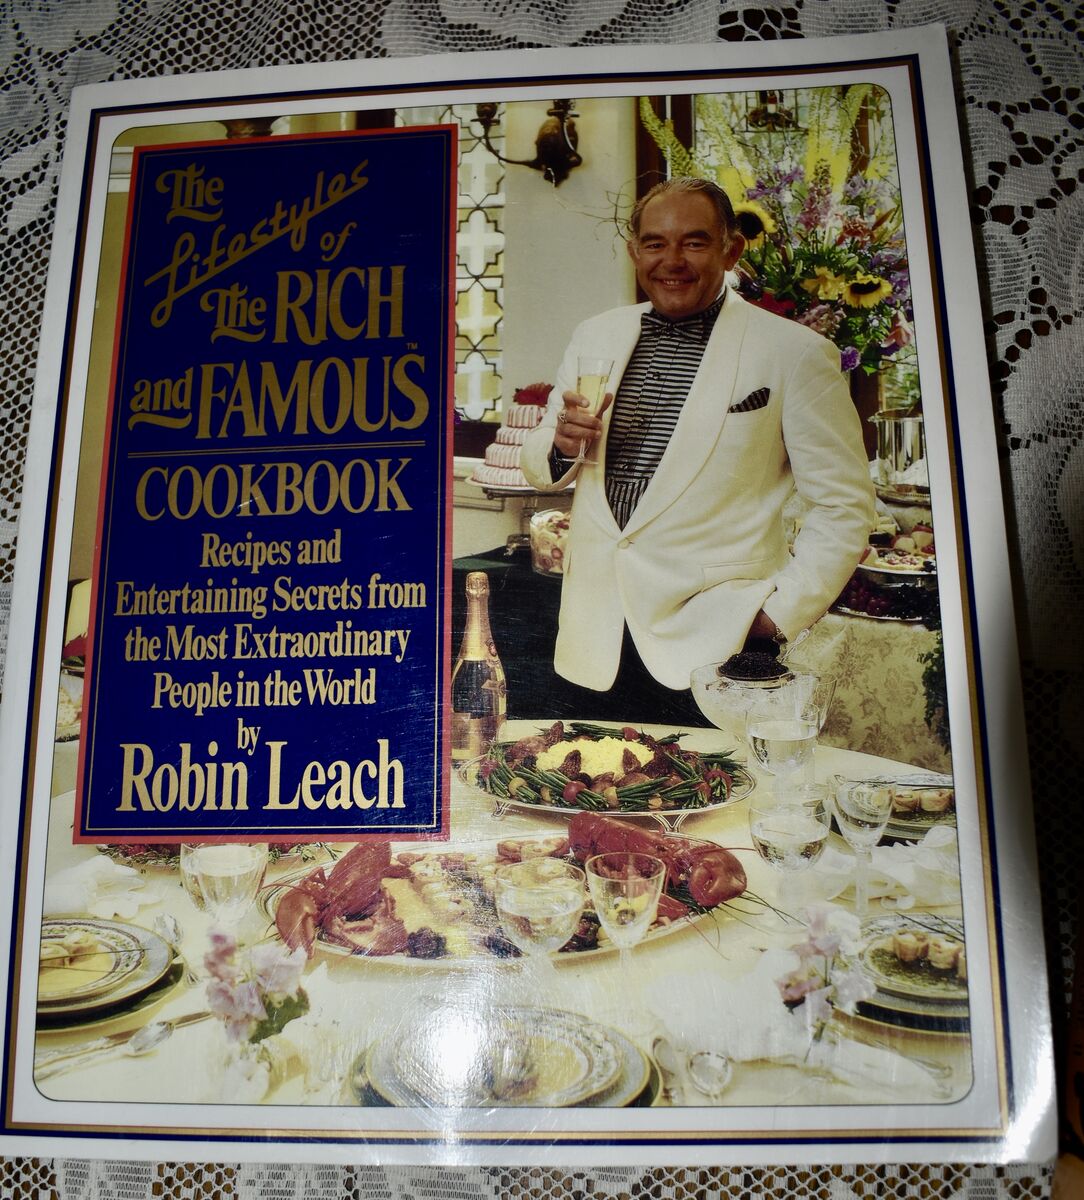 The
Lifestyles
of
The RICH
and FAMOUS™
COOKBOOK
Recipes and
Entertaining Secrets from
the Most Extraordinary
People in the World
by
Robin Leach